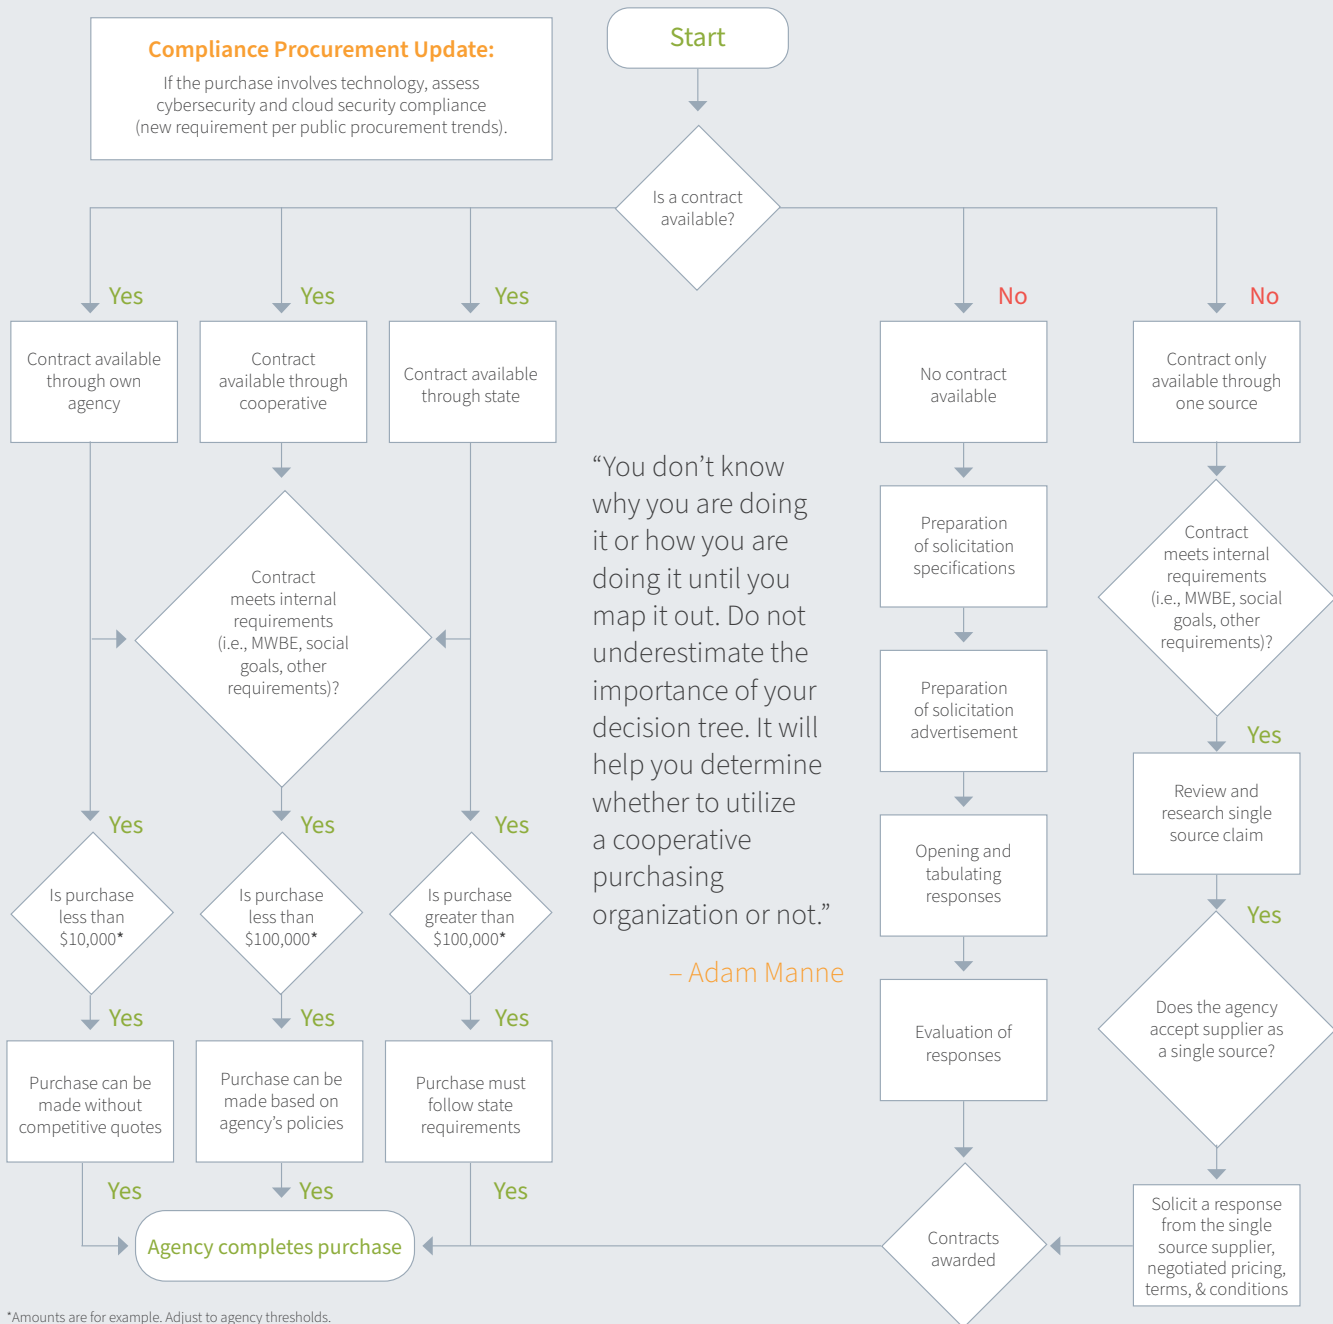 Compliance Procurement Update:
If the purchase involves technology, assess
cybersecurity and cloud security compliance
(new requirement per public procurement trends).
Start
Is a contract
available?
Yes
Yes
Yes
No
No
Contract available
through own
agency
Contract
available through
cooperative
Contract available
through state
No contract
available
Contract only
available through
one source
Contract
meets internal
requirements
(i.e., MWBE, social
goals, other
requirements)?
“You don’t know
why you are doing
it or how you are
doing it until you
map it out. Do not
underestimate the
importance of your
decision tree. It will
help you determine
whether to utilize
a cooperative
purchasing
organization or not.”
– Adam Manne
Preparation
of solicitation
specifications
Contract
meets internal
requirements
(i.e., MWBE, social
goals, other
requirements)?
Preparation
of solicitation
advertisement
Yes
Review and
research single
source claim
Yes
Yes
Yes
Opening and
tabulating
responses
Yes
Is purchase
less than
$10,000*
Is purchase
less than
$100,000*
Is purchase
greater than
$100,000*
Yes
Yes
Yes
Evaluation of
responses
Does the agency
accept supplier as
a single source?
Purchase can be
made without
competitive quotes
Purchase can be
made based on
agency’s policies
Purchase must
follow state
requirements
Yes
Yes
Yes
Agency completes purchase
Contracts
awarded
Solicit a response
from the single
source supplier,
negotiated pricing,
terms, & conditions
*Amounts are for example. Adjust to agency thresholds.